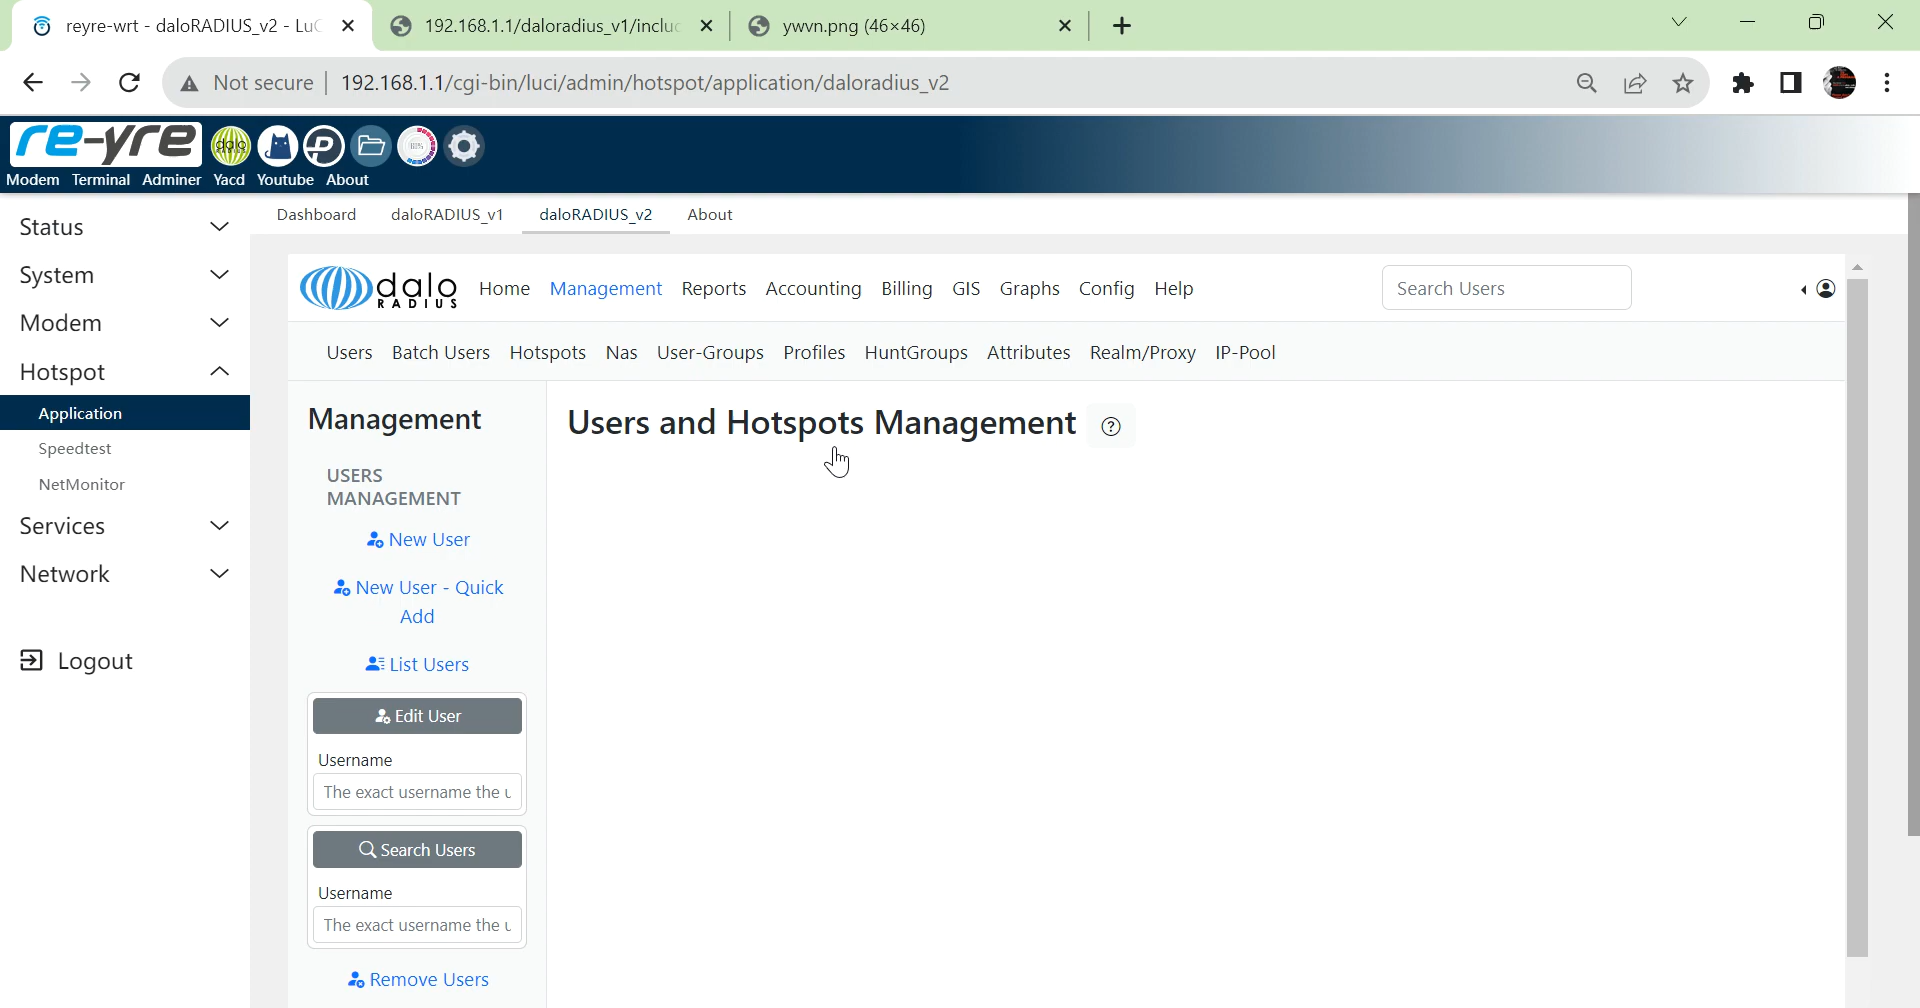 reyre-wrt - daloRADIUS_v2 - LuC
192.168.1.1/daloradius_v1/inclu
ywvn.png (46×46)
Not secure
192.168.1.1/cgi-bin/luci/admin/hotspot/application/daloradius_v2
re-yre
dalo
Modem Terminal Adminer Yacd Youtube About
Status
System
Modem
Hotspot
Application
Speedtest
NetMonitor
Services
Network
Logout
Dashboard daloRADIUS_v1 daloRADIUS_v2 About
dalo
RADIUS
Home Management Reports Accounting Billing GIS Graphs Config Help
Search Users
Users Batch Users Hotspots Nas User-Groups Profiles HuntGroups Attributes Realm/Proxy IP-Pool
Management
USERS
MANAGEMENT
New User
New User - Quick
Add
List Users
Edit User
Username
The exact username the u
Search Users
Username
The exact username the u
Remove Users
Users and Hotspots Management